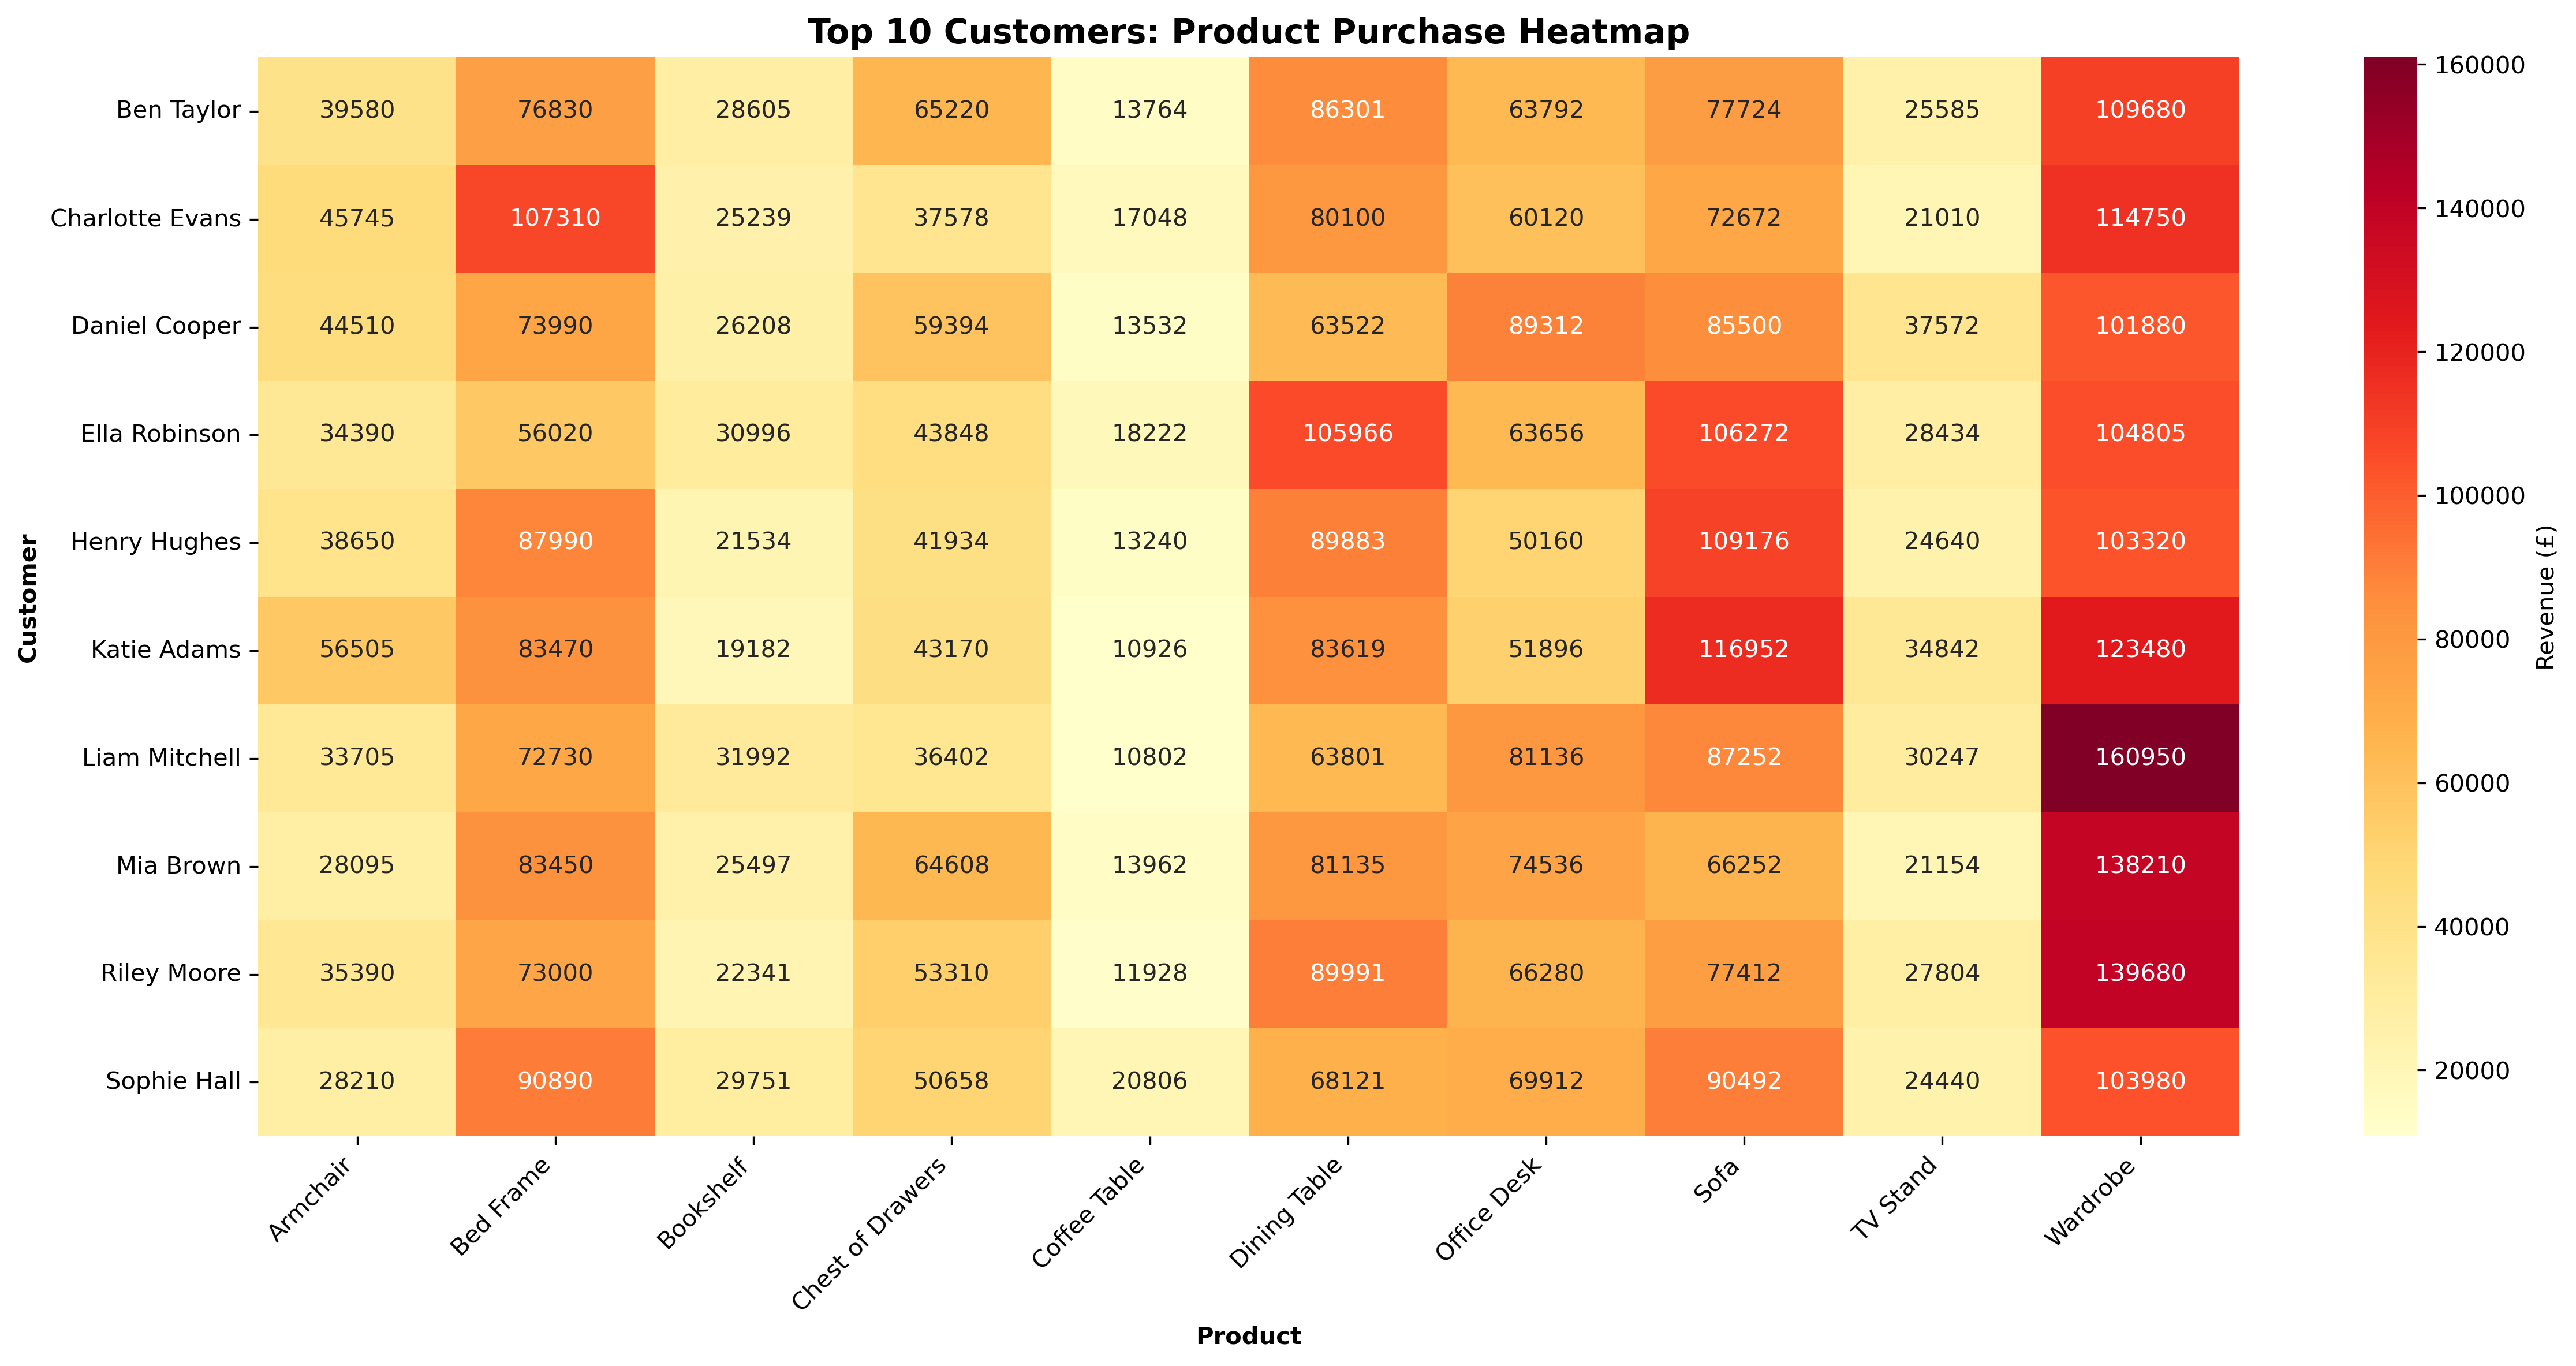 Top 10 Customers: Product Purchase Heatmap
Customer
Ben Taylor 39580 76830 28605 65220 13764 86301 63792 77724 25585 109680
Charlotte Evans 45745 107310 25239 37578 17048 80100 60120 72672 21010 114750
Daniel Cooper 44510 73990 26208 59394 13532 63522 89312 85500 37572 101880
Ella Robinson 34390 56020 30996 43848 18222 105966 63656 106272 28434 104805
Henry Hughes 38650 87990 21534 41934 13240 89883 50160 109176 24640 103320
Katie Adams 56505 83470 19182 43170 10926 83619 51896 116952 34842 123480
Liam Mitchell 33705 72730 31992 36402 10802 63801 81136 87252 30247 160950
Mia Brown 28095 83450 25497 64608 13962 81135 74536 66252 21154 138210
Riley Moore 35390 73000 22341 53310 11928 89991 66280 77412 27804 139680
Sophie Hall 28210 90890 29751 50658 20806 68121 69912 90492 24440 103980
Armchair
Bed Frame
Bookshelf
Chest of Drawers
Coffee Table
Dining Table
Office Desk
Sofa
TV Stand
Wardrobe
Product
160000
140000
120000
100000
80000
60000
40000
20000
Revenue (£)